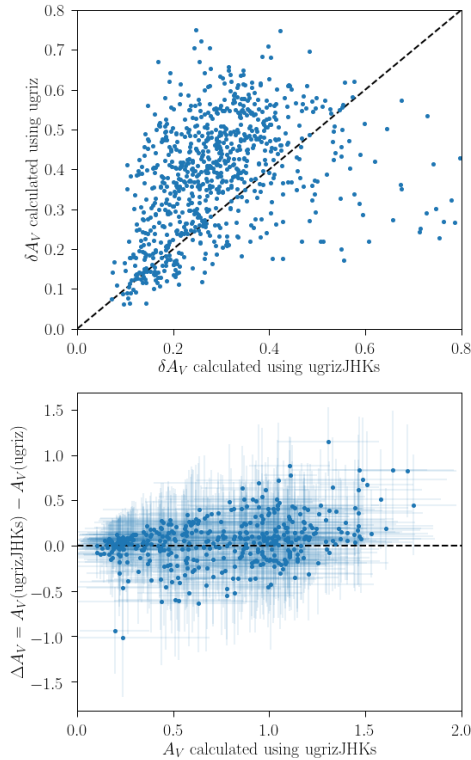 0.8
0.7
0.6
0.5
0.4
0.3
0.2
0.1
0.0
δA_V calculated using ugriz
0.0 0.2 0.4 0.6 0.8
δA_V calculated using ugrizJHKs
1.5
1.0
0.5
0.0
−0.5
−1.0
−1.5
ΔA_V = A_V(ugrizJHKs) − A_V(ugriz)
0.0 0.5 1.0 1.5 2.0
A_V calculated using ugrizJHKs